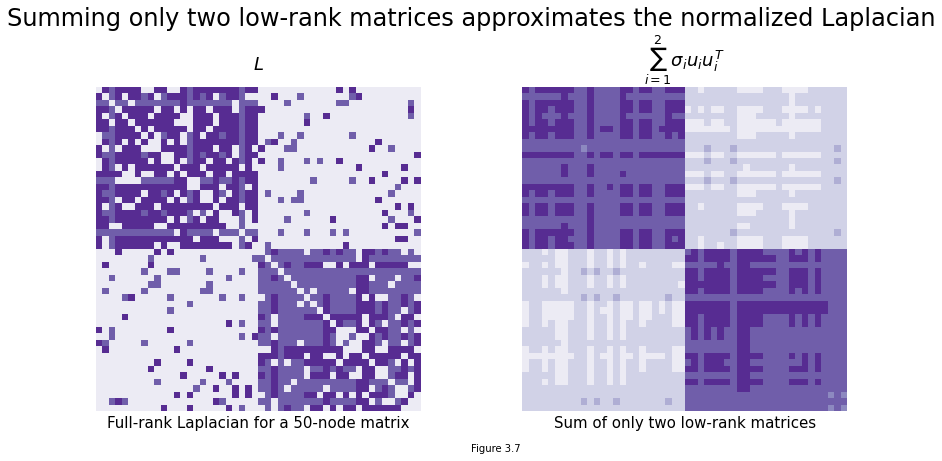 Summing only two low-rank matrices approximates the normalized Laplacian
L
2
∑ σᵢuᵢuᵢᵀ
i = 1
Full-rank Laplacian for a 50-node matrix
Sum of only two low-rank matrices
Figure 3.7